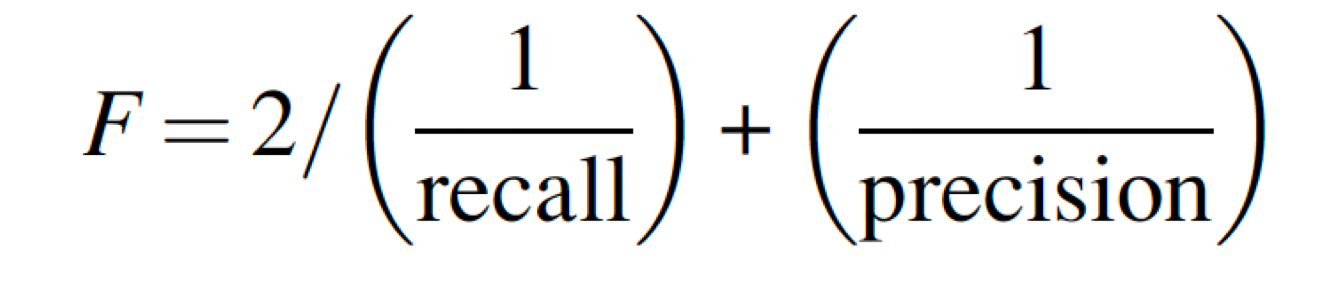 F = 2/(1/recall) + (1/precision)